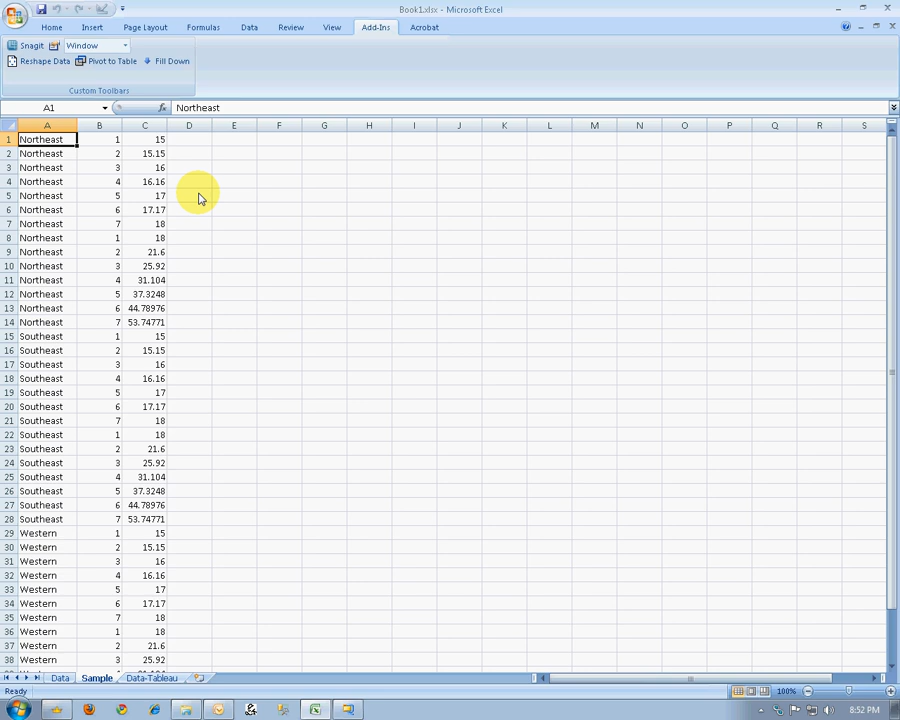 Book1.xlsx - Microsoft Excel
Home Insert Page Layout Formulas Data Review View Add-Ins Acrobat
Snagit Window
Reshape Data Pivot to Table Fill Down
Custom Toolbars
A1 fx Northeast
A B C D E F G H I J K L M N O P Q R S
1 Northeast 1 15
2 Northeast 2 15.15
3 Northeast 3 16
4 Northeast 4 16.16
5 Northeast 5 17
6 Northeast 6 17.17
7 Northeast 7 18
8 Northeast 1 18
9 Northeast 2 21.6
10 Northeast 3 25.92
11 Northeast 4 31.104
12 Northeast 5 37.3248
13 Northeast 6 44.78976
14 Northeast 7 53.74771
15 Southeast 1 15
16 Southeast 2 15.15
17 Southeast 3 16
18 Southeast 4 16.16
19 Southeast 5 17
20 Southeast 6 17.17
21 Southeast 7 18
22 Southeast 1 18
23 Southeast 2 21.6
24 Southeast 3 25.92
25 Southeast 4 31.104
26 Southeast 5 37.3248
27 Southeast 6 44.78976
28 Southeast 7 53.74771
29 Western 1 15
30 Western 2 15.15
31 Western 3 16
32 Western 4 16.16
33 Western 5 17
34 Western 6 17.17
35 Western 7 18
36 Western 1 18
37 Western 2 21.6
38 Western 3 25.92
Data Sample Data-Tableau
Ready 100%
8:52 PM